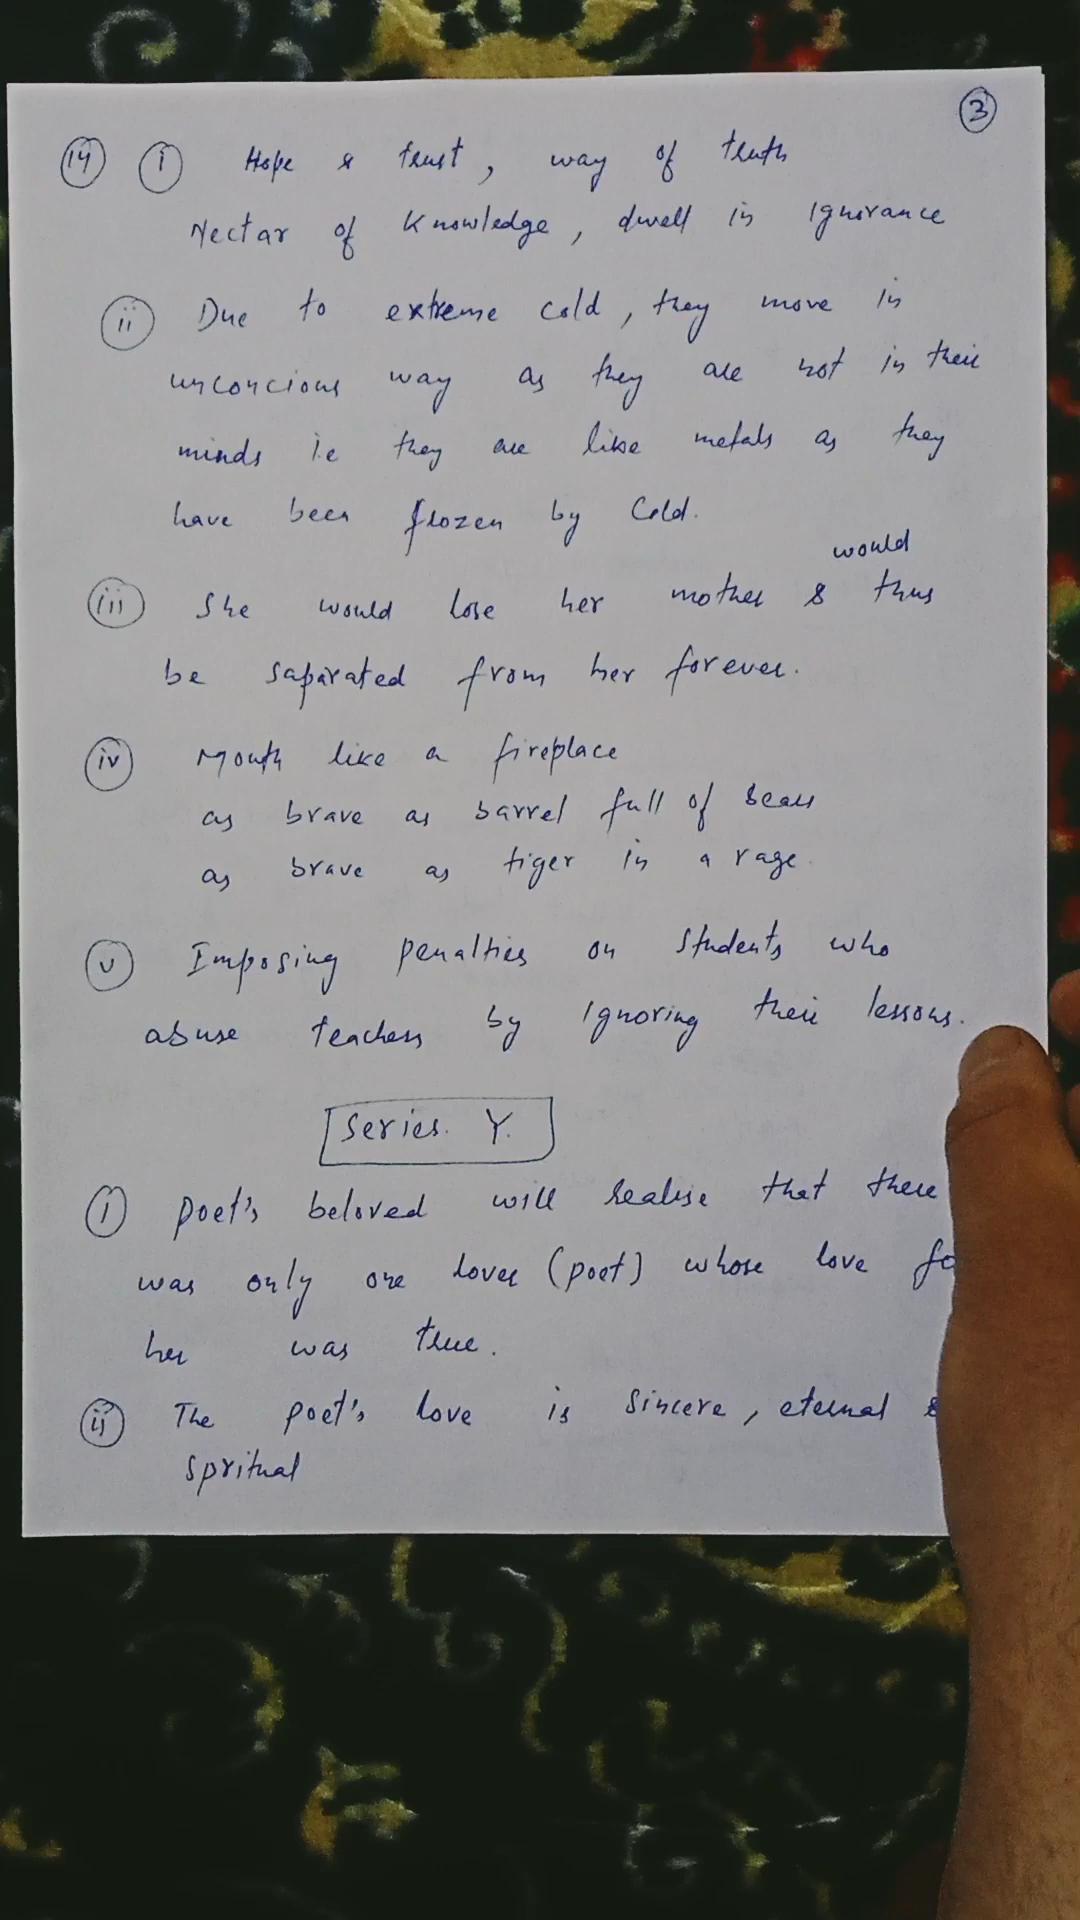 3
14 i Hope & trust, way of truth
Nectar of Knowledge, dwell in Ignorance
ii Due to extreme cold, they move in
unconcious way as they are not in their
minds i.e they are like metals as they
have been frozen by Cold.
would
iii She would lose her mother & thus
be saparated from her forever.
iv Mouth like a fireplace
as brave as barrel full of bears
as brave as tiger in a rage.
v Imposing penalties on students who
abuse teachers by Ignoring their lessons.
Series. Y.
i poet's beloved will realise that there
was only one lover (poet) whose love
her was true.
ii The poet's love is sincere, eternal &
spritual